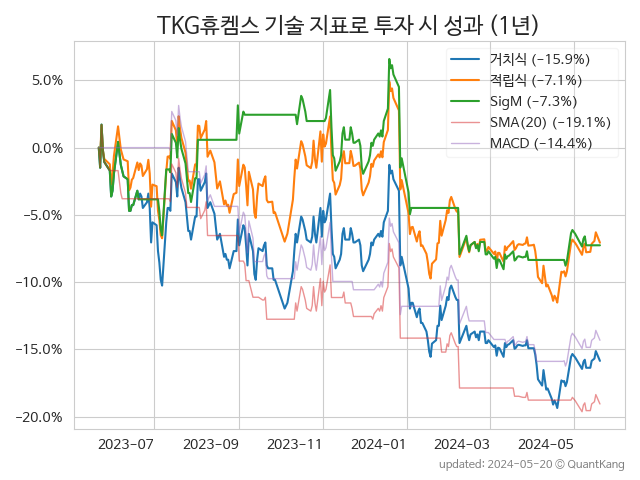 TKG휴켐스 기술 지표로 투자 시 성과 (1년)
거치식 (−15.9%)
적립식 (−7.1%)
SigM (−7.3%)
SMA(20) (−19.1%)
MACD (−14.4%)
5.0%
0.0%
−5.0%
−10.0%
−15.0%
−20.0%
2023-07 2023-09 2023-11 2024-01 2024-03 2024-05
updated: 2024-05-20 © QuantKang